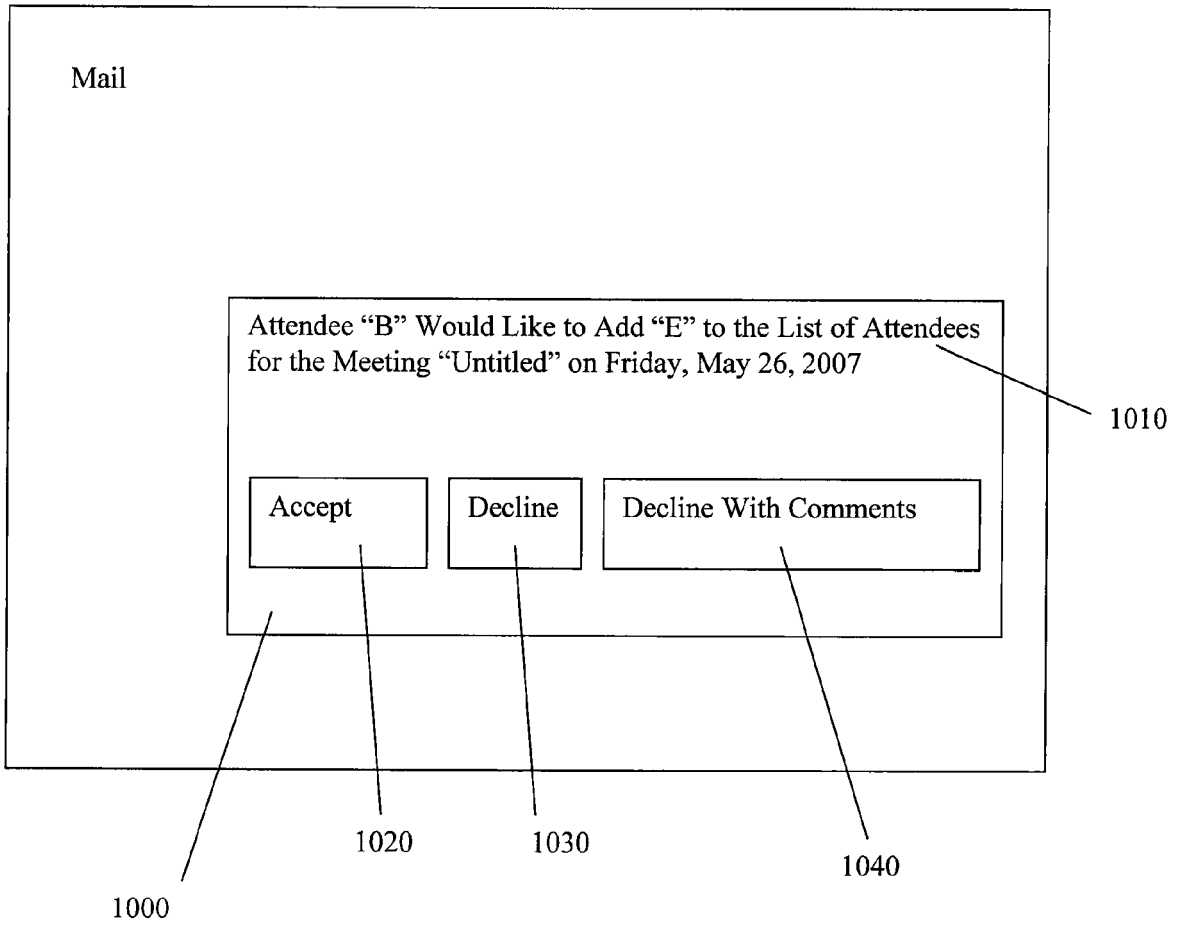 Mail
Attendee “B” Would Like to Add “E” to the List of Attendees
for the Meeting “Untitled” on Friday, May 26, 2007
1010
Accept
Decline
Decline With Comments
1020
1030
1040
1000